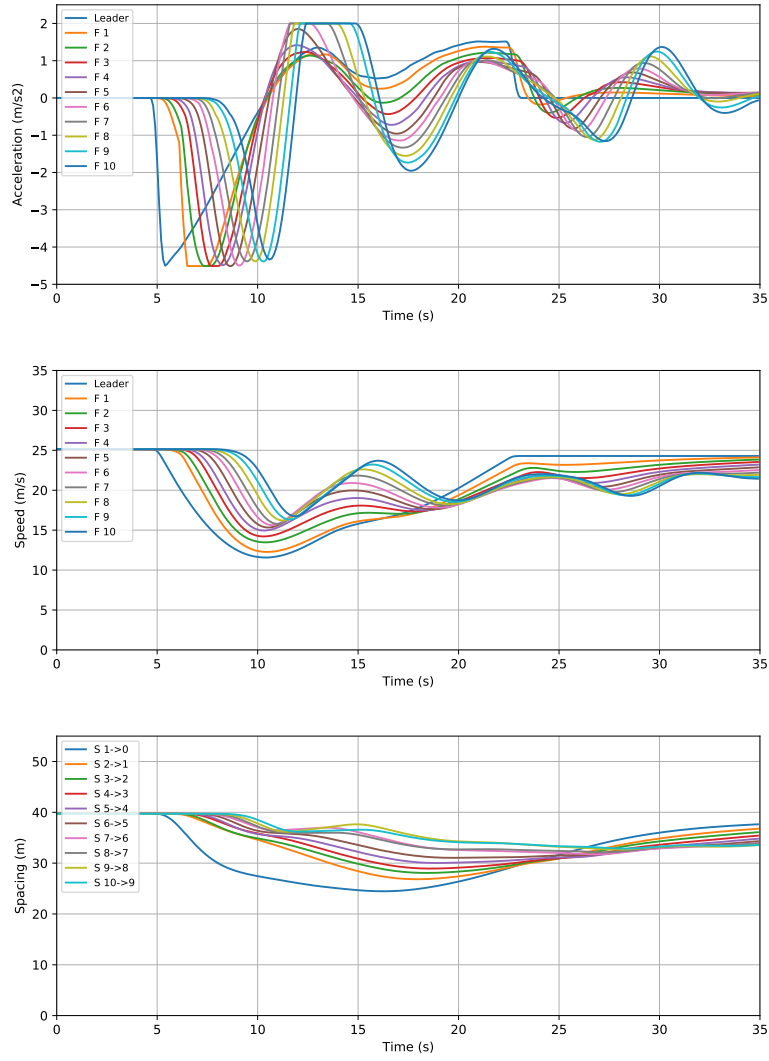 2
1
0
−1
−2
−3
−4
−5
Acceleration (m/s2)
Leader
F 1
F 2
F 3
F 4
F 5
F 6
F 7
F 8
F 9
F 10
0 5 10 15 20 25 30 35
Time (s)
35
30
25
20
15
10
5
0
Speed (m/s)
Leader
F 1
F 2
F 3
F 4
F 5
F 6
F 7
F 8
F 9
F 10
0 5 10 15 20 25 30 35
Time (s)
50
40
30
20
10
0
Spacing (m)
S 1->0
S 2->1
S 3->2
S 4->3
S 5->4
S 6->5
S 7->6
S 8->7
S 9->8
S 10->9
0 5 10 15 20 25 30 35
Time (s)